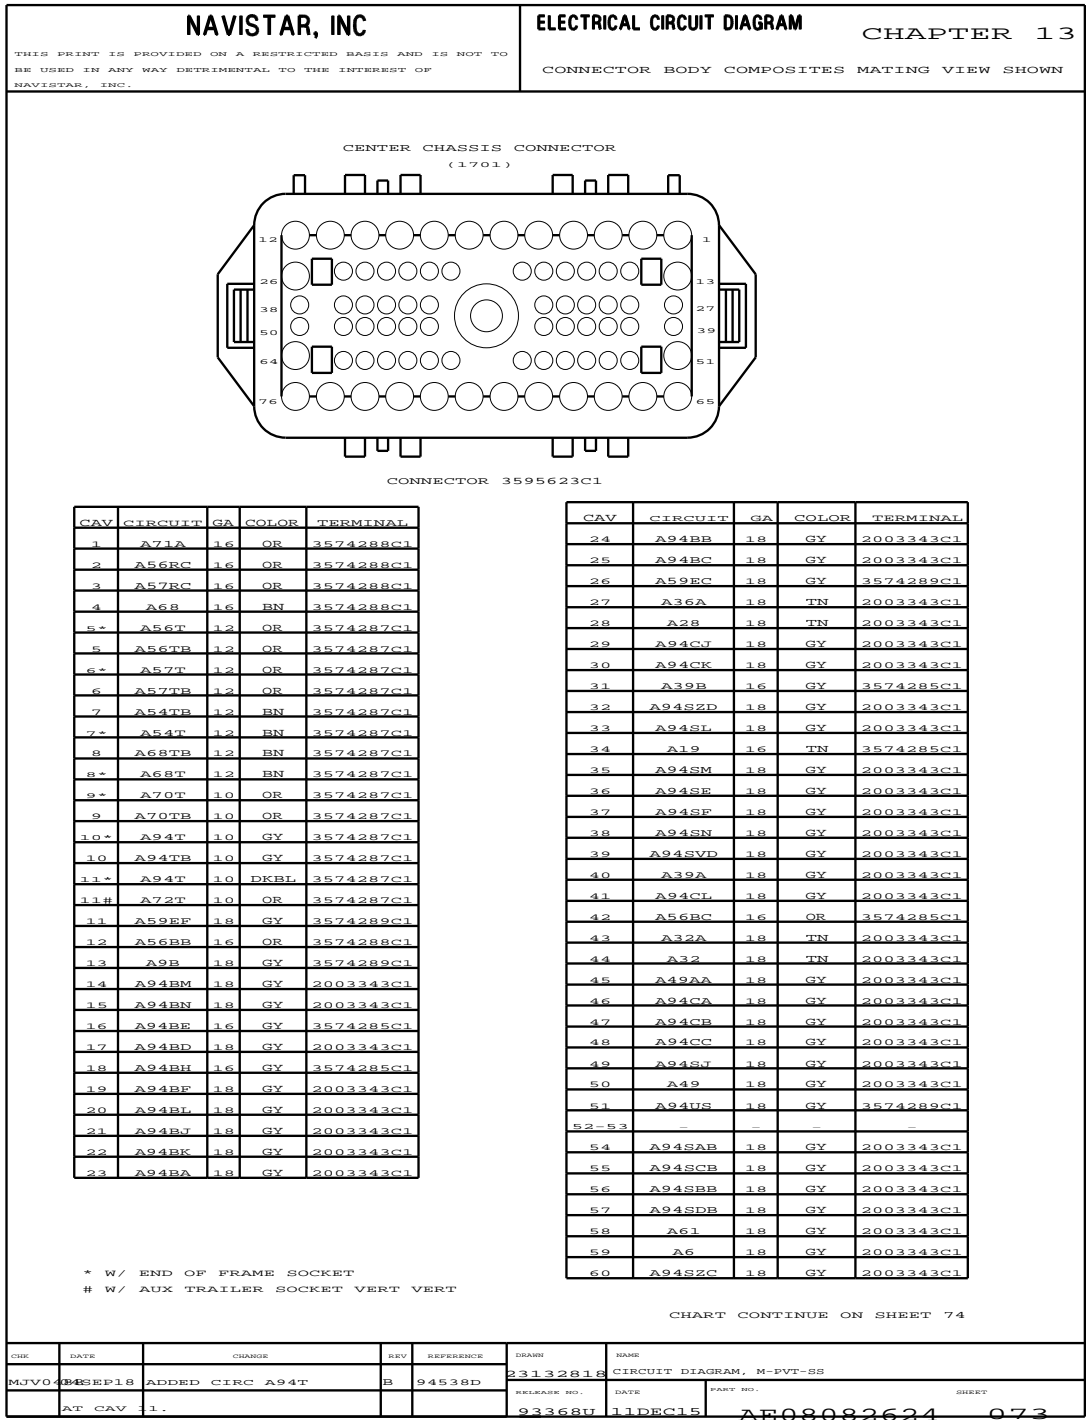 NAVISTAR, INC
THIS PRINT IS PROVIDED ON A RESTRICTED BASIS AND IS NOT TO
BE USED IN ANY WAY DETRIMENTAL TO THE INTEREST OF
NAVISTAR, INC.
ELECTRICAL CIRCUIT DIAGRAM
CHAPTER 13
CONNECTOR BODY COMPOSITES MATING VIEW SHOWN
CENTER CHASSIS CONNECTOR
(1701)
12 1
26 13
38 27
50 39
64 51
76 65
CONNECTOR 3595623C1
CAV CIRCUIT GA COLOR TERMINAL
1 A71A 16 OR 3574288C1
2 A56RC 16 OR 3574288C1
3 A57RC 16 OR 3574288C1
4 A68 16 BN 3574288C1
5* A56T 12 OR 3574287C1
5 A56TB 12 OR 3574287C1
6* A57T 12 OR 3574287C1
6 A57TB 12 OR 3574287C1
7 A54TB 12 BN 3574287C1
7* A54T 12 BN 3574287C1
8 A68TB 12 BN 3574287C1
8* A68T 12 BN 3574287C1
9* A70T 10 OR 3574287C1
9 A70TB 10 OR 3574287C1
10* A94T 10 GY 3574287C1
10 A94TB 10 GY 3574287C1
11* A94T 10 DKBL 3574287C1
11# A72T 10 OR 3574287C1
11 A59EF 18 GY 3574289C1
12 A56BB 16 OR 3574288C1
13 A9B 18 GY 3574289C1
14 A94BM 18 GY 2003343C1
15 A94BN 18 GY 2003343C1
16 A94BE 16 GY 3574285C1
17 A94BD 18 GY 2003343C1
18 A94BH 16 GY 3574285C1
19 A94BF 18 GY 2003343C1
20 A94BL 18 GY 2003343C1
21 A94BJ 18 GY 2003343C1
22 A94BK 18 GY 2003343C1
23 A94BA 18 GY 2003343C1
CAV CIRCUIT GA COLOR TERMINAL
24 A94BB 18 GY 2003343C1
25 A94BC 18 GY 2003343C1
26 A59EC 18 GY 3574289C1
27 A36A 18 TN 2003343C1
28 A28 18 TN 2003343C1
29 A94CJ 18 GY 2003343C1
30 A94CK 18 GY 2003343C1
31 A39B 16 GY 3574285C1
32 A94SZD 18 GY 2003343C1
33 A94SL 18 GY 2003343C1
34 A19 16 TN 3574285C1
35 A94SM 18 GY 2003343C1
36 A94SE 18 GY 2003343C1
37 A94SF 18 GY 2003343C1
38 A94SN 18 GY 2003343C1
39 A94SVD 18 GY 2003343C1
40 A39A 18 GY 2003343C1
41 A94CL 18 GY 2003343C1
42 A56BC 16 OR 3574285C1
43 A32A 18 TN 2003343C1
44 A32 18 TN 2003343C1
45 A49AA 18 GY 2003343C1
46 A94CA 18 GY 2003343C1
47 A94CB 18 GY 2003343C1
48 A94CC 18 GY 2003343C1
49 A94SJ 18 GY 2003343C1
50 A49 18 GY 2003343C1
51 A94US 18 GY 3574289C1
52-53 - - - -
54 A94SAB 18 GY 2003343C1
55 A94SCB 18 GY 2003343C1
56 A94SBB 18 GY 2003343C1
57 A94SDB 18 GY 2003343C1
58 A61 18 GY 2003343C1
59 A6 18 GY 2003343C1
60 A94SZC 18 GY 2003343C1
* W/ END OF FRAME SOCKET
# W/ AUX TRAILER SOCKET VERT VERT
CHART CONTINUE ON SHEET 74
CHK DATE CHANGE REV REFERENCE
04SEP18 ADDED CIRC A94T B 94538D
AT CAV 11.
DRAWN
23132818
NAME
CIRCUIT DIAGRAM, M-PVT-SS
RELEASE NO.
93368U
DATE
11DEC15
PART NO. SHEET
AE08082624 073